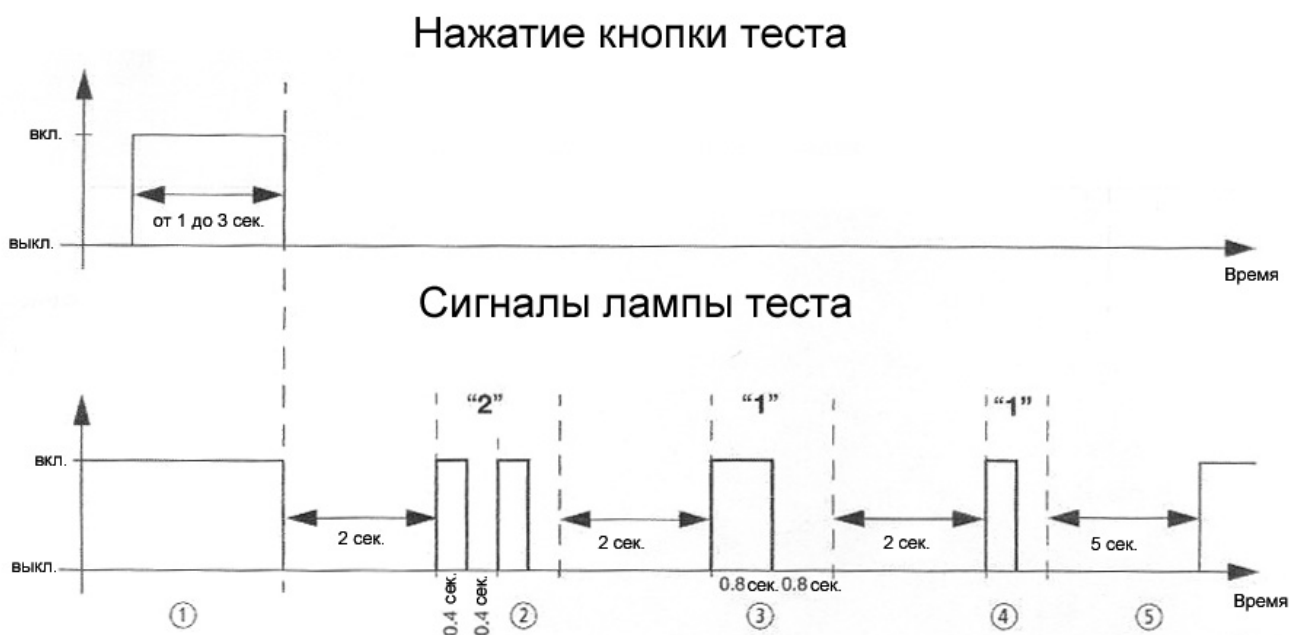 Нажатие кнопки теста
вкл.
от 1 до 3 сек.
выкл.
Время
Сигналы лампы теста
“2” “1” “1”
вкл.
2 сек. 2 сек. 2 сек. 5 сек.
выкл.
0.4 сек. 0.4 сек. 0.8 сек. 0.8 сек.
Время
① ② ③ ④ ⑤